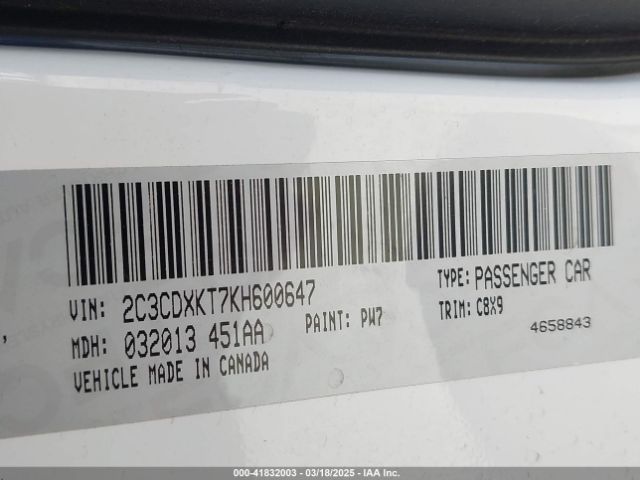 VIN: 2C3CDXKT7KH600647
TYPE: PASSENGER CAR
MDH: 032013 451AA
PAINT: PW7
TRIM: C8X9
VEHICLE MADE IN CANADA
4658843
000-41832003 — 03/18/2025 — IAA Inc.